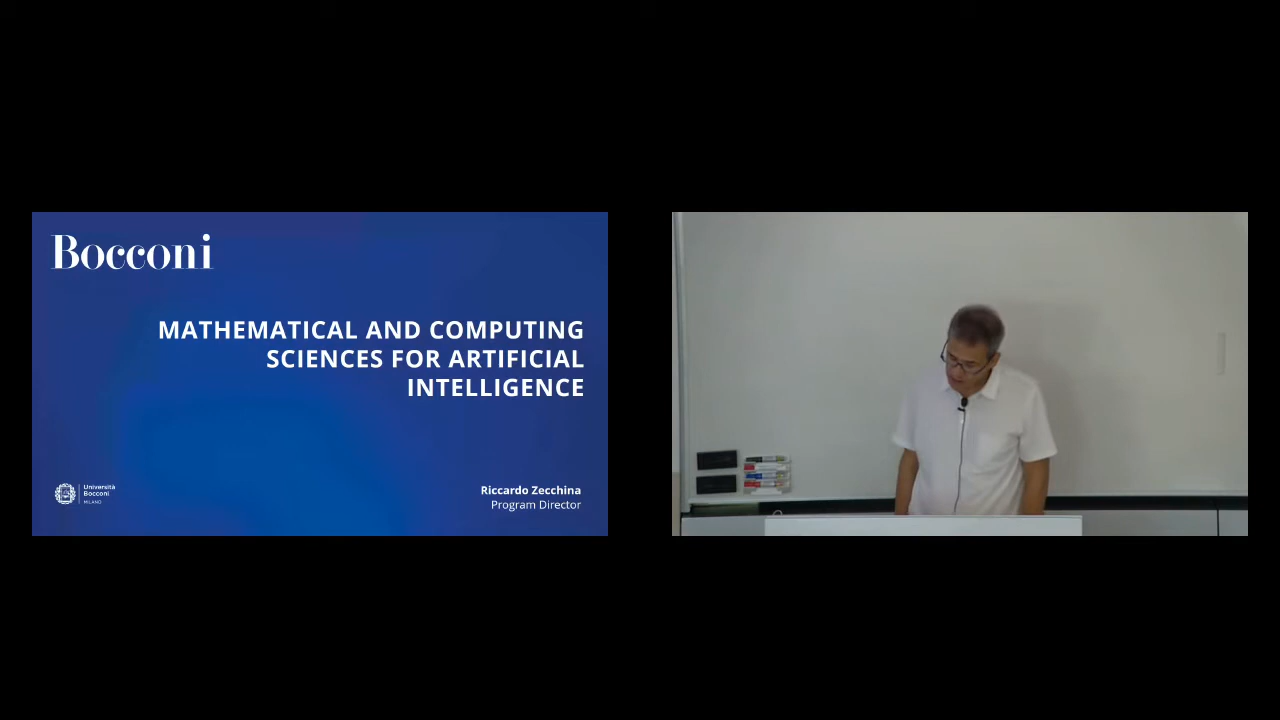 Bocconi
MATHEMATICAL AND COMPUTING
SCIENCES FOR ARTIFICIAL
INTELLIGENCE
Università
Bocconi
MILANO
Riccardo Zecchina
Program Director